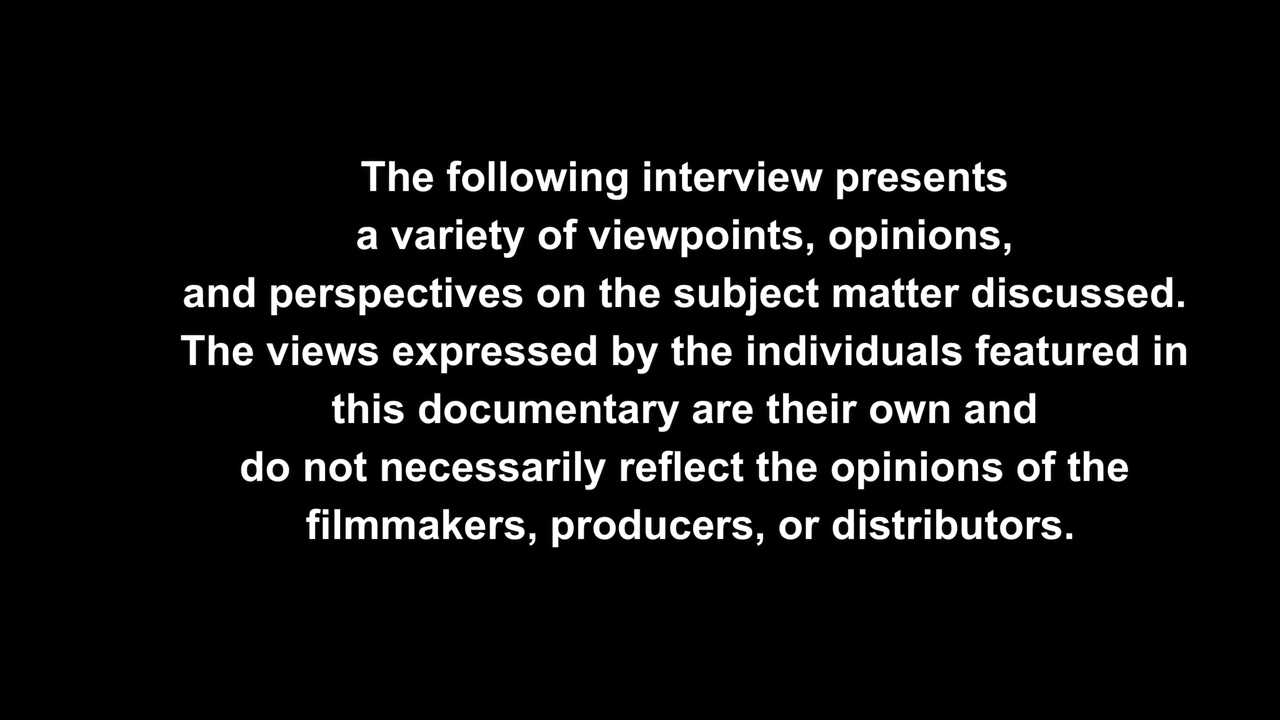 The following interview presents
a variety of viewpoints, opinions,
and perspectives on the subject matter discussed.
The views expressed by the individuals featured in
this documentary are their own and
do not necessarily reflect the opinions of the
filmmakers, producers, or distributors.